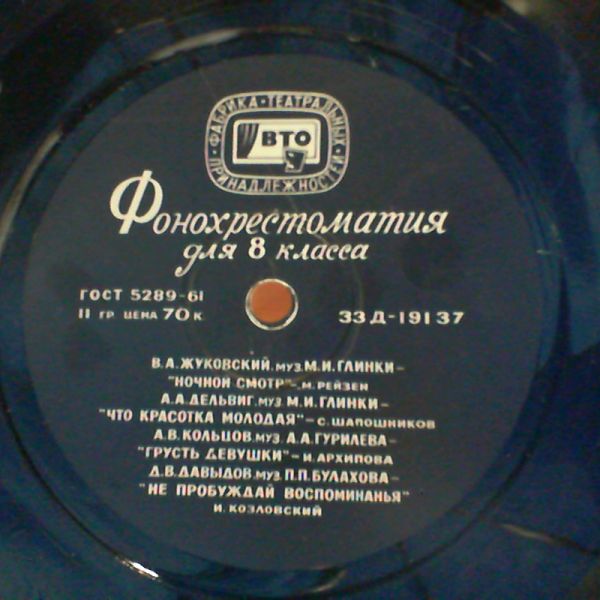 ФАБРИКА • ТЕАТРАЛЬНЫХ
ВТО
ПРИНАДЛЕЖНОСТЕЙ
Фонохрестоматия
для 8 класса
ГОСТ 5289-61
II ГР. ЦЕНА 70 К.
33Д-19137
В.А.ЖУКОВСКИЙ.МУЗ.М.И.ГЛИНКИ-
"НОЧНОЙ СМОТР"-М.РЕЙЗЕН
А.А.ДЕЛЬВИГ.МУЗ.М.И.ГЛИНКИ-
"ЧТО КРАСОТКА МОЛОДАЯ"-С.ШАПОШНИКОВ
А.В.КОЛЬЦОВ.МУЗ.А.А.ГУРИЛЕВА-
"ГРУСТЬ ДЕВУШКИ"-И.АРХИПОВА
Д.В.ДАВЫДОВ.МУЗ.П.П.БУЛАХОВА-
"НЕ ПРОБУЖДАЙ ВОСПОМИНАНЬЯ"
И.КОЗЛОВСКИЙ